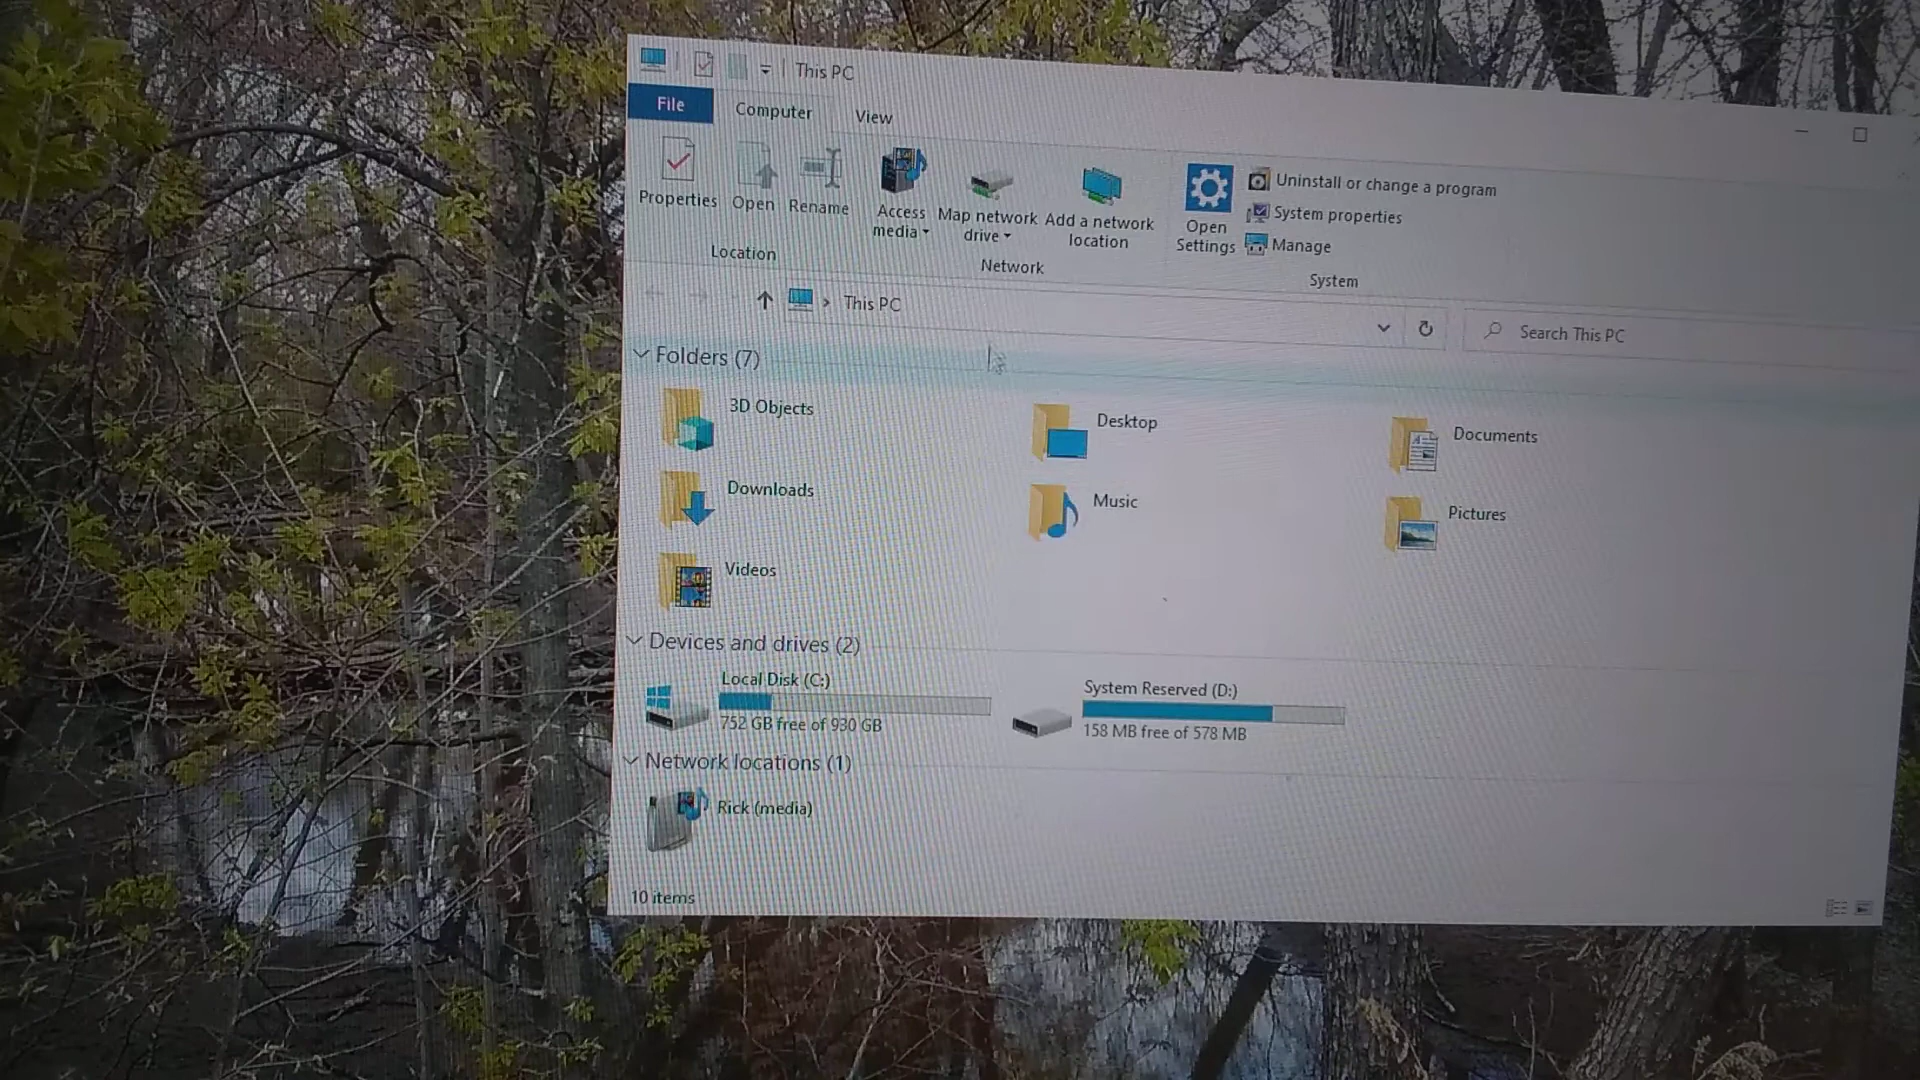 This PC
File
Computer
View
Properties
Open
Rename
Access media
Map network drive
Add a network location
Open Settings
Uninstall or change a program
System properties
Manage
Location
Network
System
This PC
Search This PC
Folders (7)
3D Objects
Desktop
Documents
Downloads
Music
Pictures
Videos
Devices and drives (2)
Local Disk (C:)
752 GB free of 930 GB
System Reserved (D:)
158 MB free of 578 MB
Network locations (1)
Rick (media)
10 items